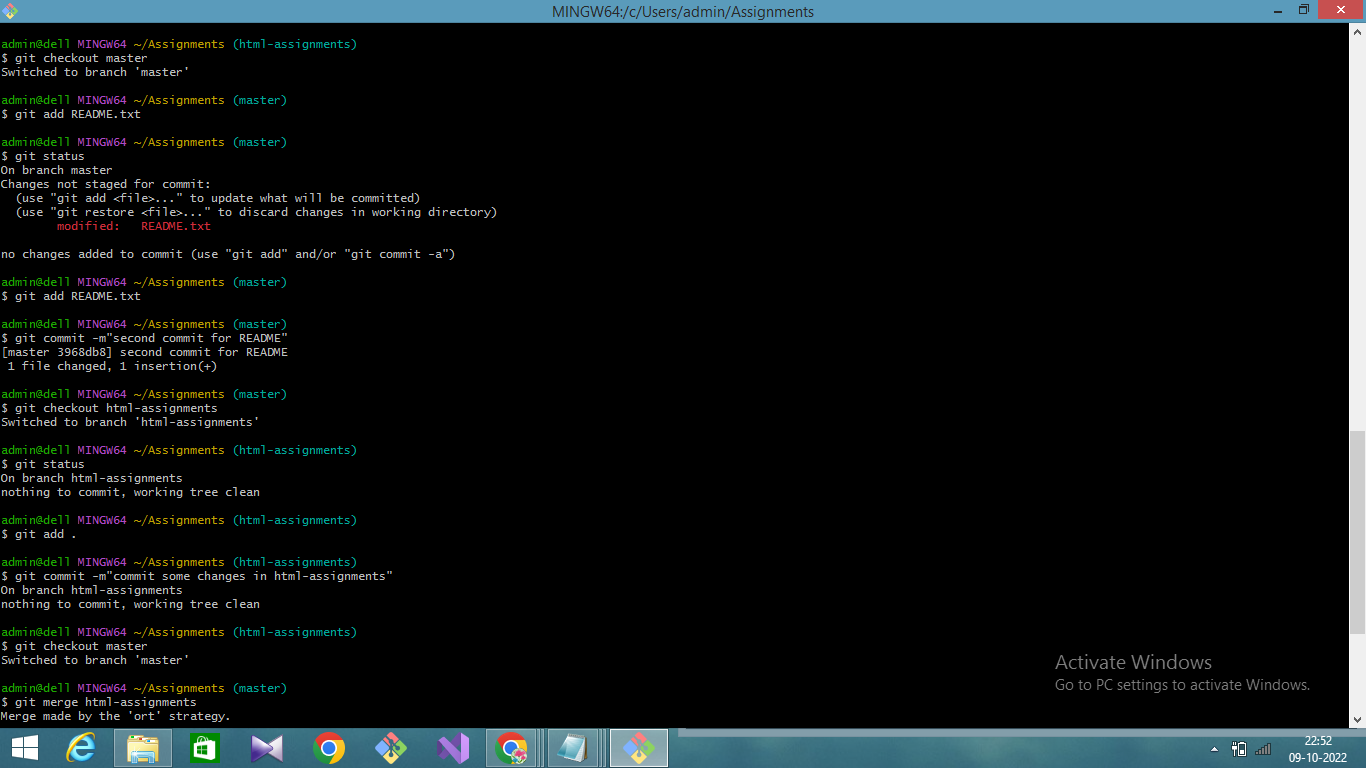 MINGW64:/c/Users/admin/Assignments
admin@dell MINGW64 ~/Assignments (html-assignments)
$ git checkout master
Switched to branch 'master'
admin@dell MINGW64 ~/Assignments (master)
$ git add README.txt
admin@dell MINGW64 ~/Assignments (master)
$ git status
On branch master
Changes not staged for commit:
  (use "git add <file>..." to update what will be committed)
  (use "git restore <file>..." to discard changes in working directory)
        modified:   README.txt
no changes added to commit (use "git add" and/or "git commit -a")
admin@dell MINGW64 ~/Assignments (master)
$ git add README.txt
admin@dell MINGW64 ~/Assignments (master)
$ git commit -m"second commit for README"
[master 3968db8] second commit for README
 1 file changed, 1 insertion(+)
admin@dell MINGW64 ~/Assignments (master)
$ git checkout html-assignments
Switched to branch 'html-assignments'
admin@dell MINGW64 ~/Assignments (html-assignments)
$ git status
On branch html-assignments
nothing to commit, working tree clean
admin@dell MINGW64 ~/Assignments (html-assignments)
$ git add .
admin@dell MINGW64 ~/Assignments (html-assignments)
$ git commit -m"commit some changes in html-assignments"
On branch html-assignments
nothing to commit, working tree clean
admin@dell MINGW64 ~/Assignments (html-assignments)
$ git checkout master
Switched to branch 'master'
admin@dell MINGW64 ~/Assignments (master)
$ git merge html-assignments
Merge made by the 'ort' strategy.
Activate Windows
Go to PC settings to activate Windows.
22:52
09-10-2022